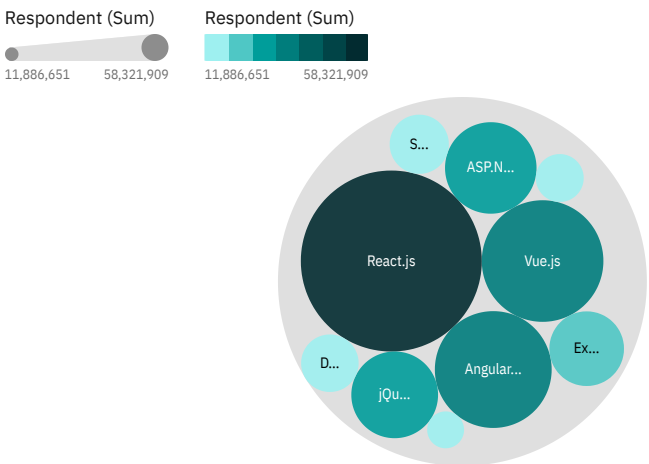 Respondent (Sum)
11,886,651 58,321,909
Respondent (Sum)
11,886,651 58,321,909
S...
ASP.N...
React.js
Vue.js
Ex...
D...
Angular...
jQu...